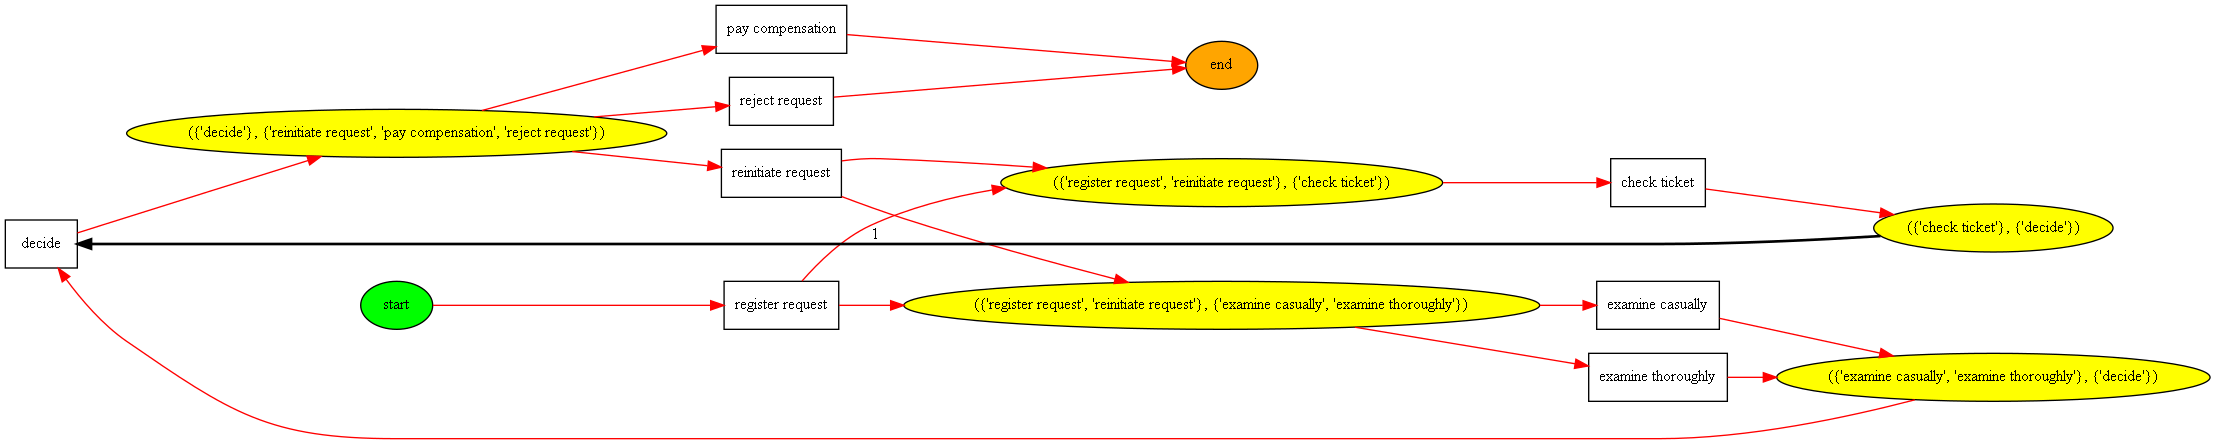 pay compensation
end
reject request
({'decide'}, {'reinitiate request', 'pay compensation', 'reject request'})
reinitiate request
({'register request', 'reinitiate request'}, {'check ticket'})
check ticket
({'check ticket'}, {'decide'})
decide
1
start
register request
({'register request', 'reinitiate request'}, {'examine casually', 'examine thoroughly'})
examine casually
examine thoroughly
({'examine casually', 'examine thoroughly'}, {'decide'})